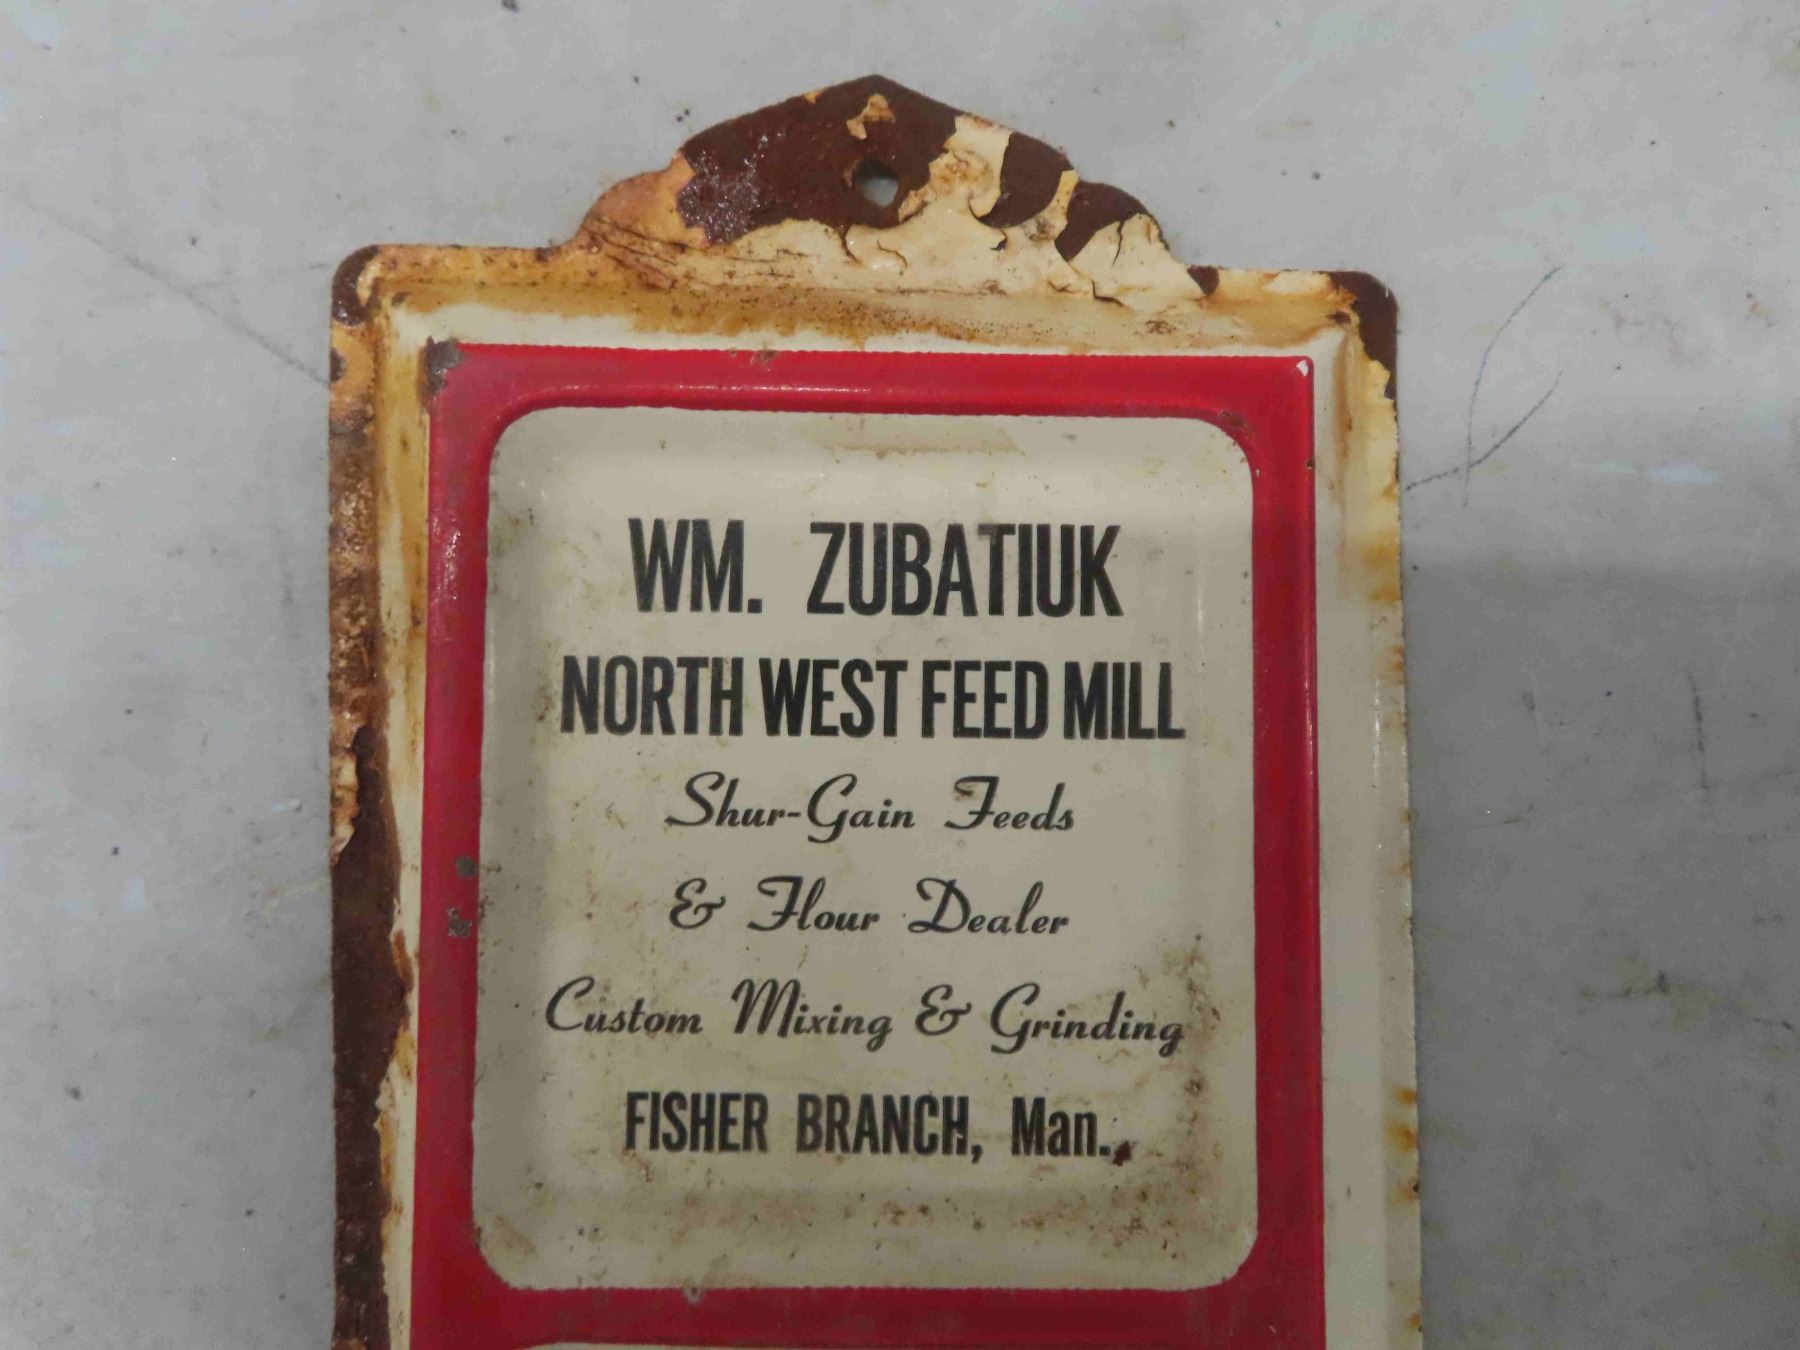 WM. ZUBATIUK
NORTH WEST FEED MILL
Shur-Gain Feeds
& Flour Dealer
Custom Mixing & Grinding
FISHER BRANCH, Man.